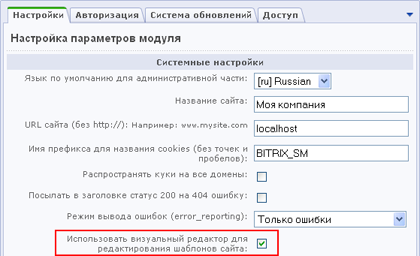 Настройки Авторизация Система обновлений Доступ
Настройка параметров модуля
Системные настройки
Язык по умолчанию для административной части: [ru] Russian
Название сайта: Моя компания
URL сайта (без http://): Например: www.mysite.com localhost
Имя префикса для названия cookies (без точек и
пробелов): BITRIX_SM
Распространять куки на все домены:
Посылать в заголовке статус 200 на 404 ошибку:
Режим вывода ошибок (error_reporting): Только ошибки
Использовать визуальный редактор для
редактирования шаблонов сайта: